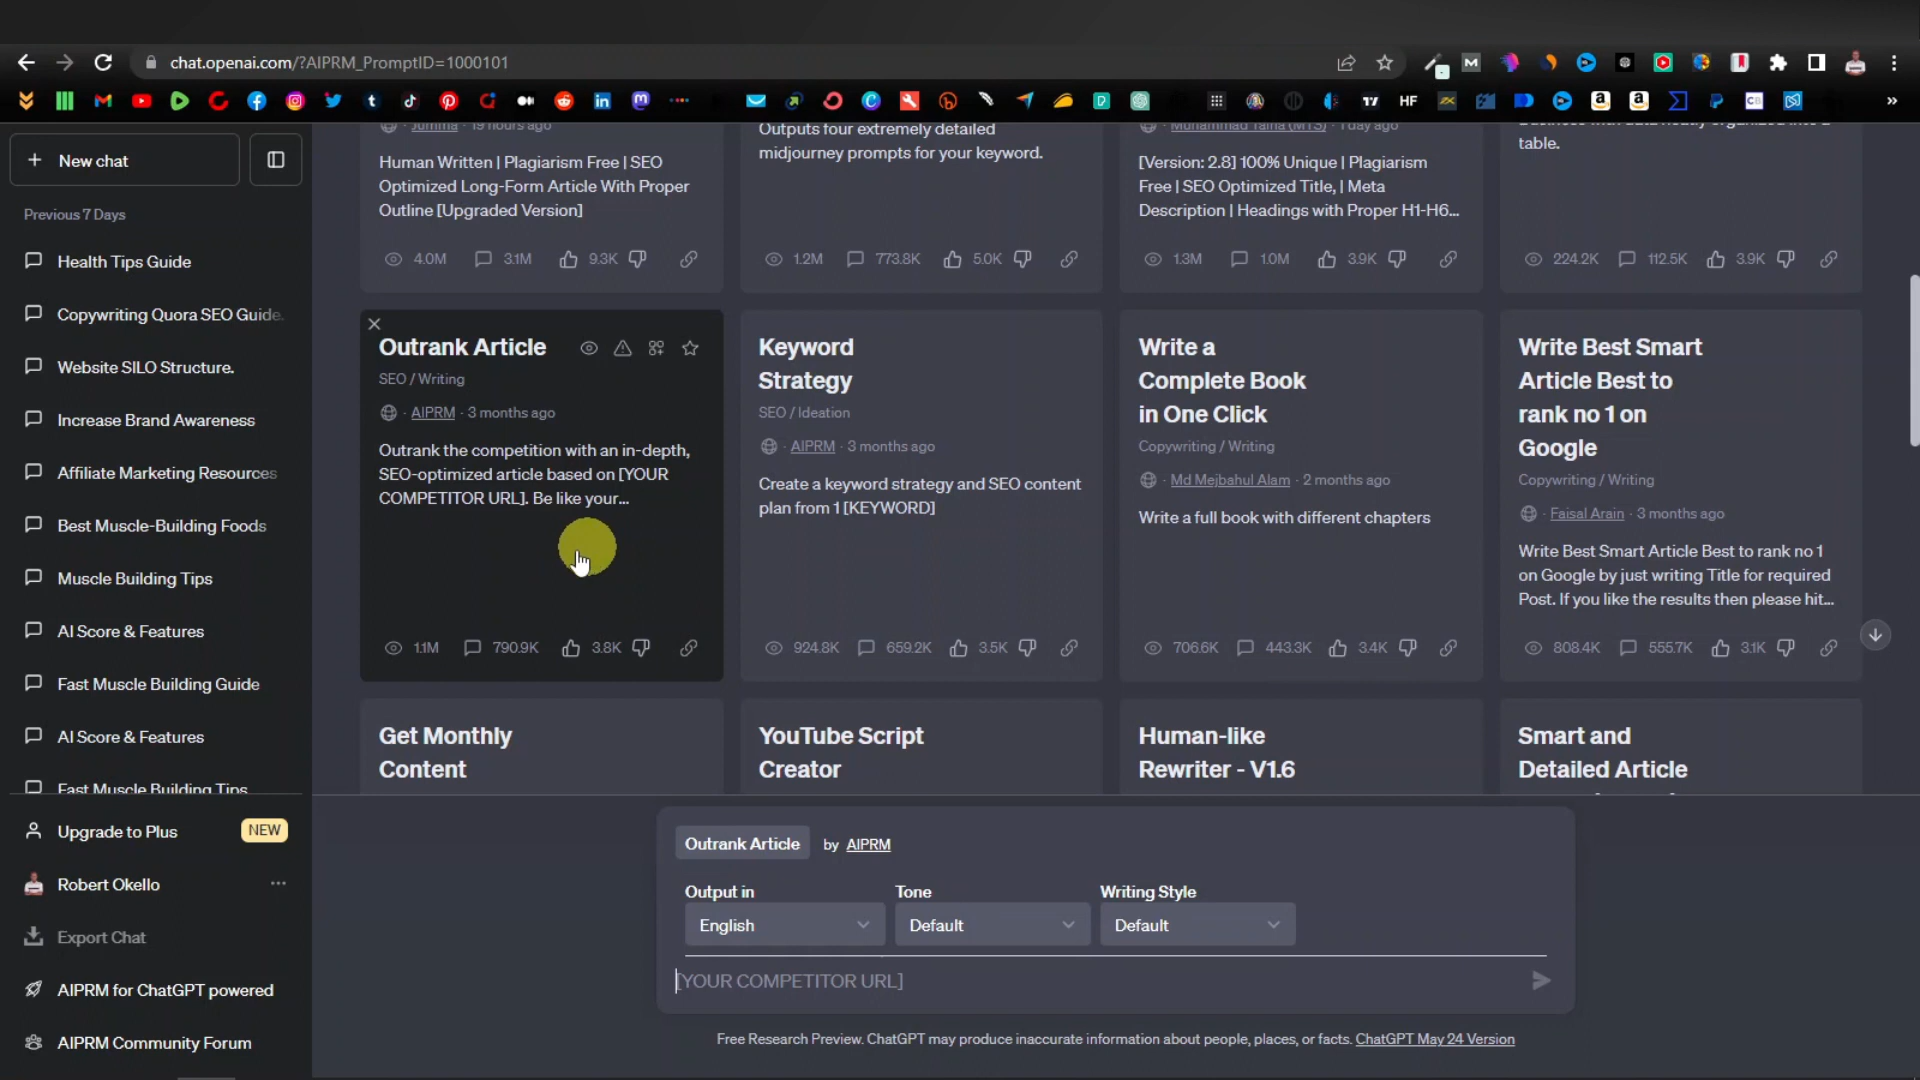 chat.openai.com/?AIPRM_PromptID=1000101
New chat
Previous 7 Days
Health Tips Guide
Copywriting Quora SEO Guide.
Website SILO Structure.
Increase Brand Awareness
Affiliate Marketing Resources
Best Muscle-Building Foods
Muscle Building Tips
AI Score & Features
Fast Muscle Building Guide
AI Score & Features
Fast Muscle Building Tips
Upgrade to Plus NEW
Robert Okello
Export Chat
AIPRM for ChatGPT powered
AIPRM Community Forum
Jumma · 19 hours ago
Human Written | Plagiarism Free | SEO
Optimized Long-Form Article With Proper
Outline [Upgraded Version]
4.0M 3.1M 9.3K
Outputs four extremely detailed
midjourney prompts for your keyword.
1.2M 773.8K 5.0K
Muhammad Talha (MTS) · 1 day ago
[Version: 2.8] 100% Unique | Plagiarism
Free | SEO Optimized Title, | Meta
Description | Headings with Proper H1-H6...
1.3M 1.0M 3.9K
table.
224.2K 112.5K 3.9K
Outrank Article
SEO / Writing
· AIPRM · 3 months ago
Outrank the competition with an in-depth,
SEO-optimized article based on [YOUR
COMPETITOR URL]. Be like your...
1.1M 790.9K 3.8K
Keyword
Strategy
SEO / Ideation
· AIPRM · 3 months ago
Create a keyword strategy and SEO content
plan from 1 [KEYWORD]
924.8K 659.2K 3.5K
Write a
Complete Book
in One Click
Copywriting / Writing
· Md Mejbahul Alam · 2 months ago
Write a full book with different chapters
706.6K 443.3K 3.4K
Write Best Smart
Article Best to
rank no 1 on
Google
Copywriting / Writing
· Faisal Arain · 3 months ago
Write Best Smart Article Best to rank no 1
on Google by just writing Title for required
Post. If you like the results then please hit...
808.4K 555.7K 3.1K
Get Monthly
Content
YouTube Script
Creator
Human-like
Rewriter - V1.6
Smart and
Detailed Article
Outrank Article by AIPRM
Output in Tone Writing Style
English Default Default
[YOUR COMPETITOR URL]
Free Research Preview. ChatGPT may produce inaccurate information about people, places, or facts. ChatGPT May 24 Version